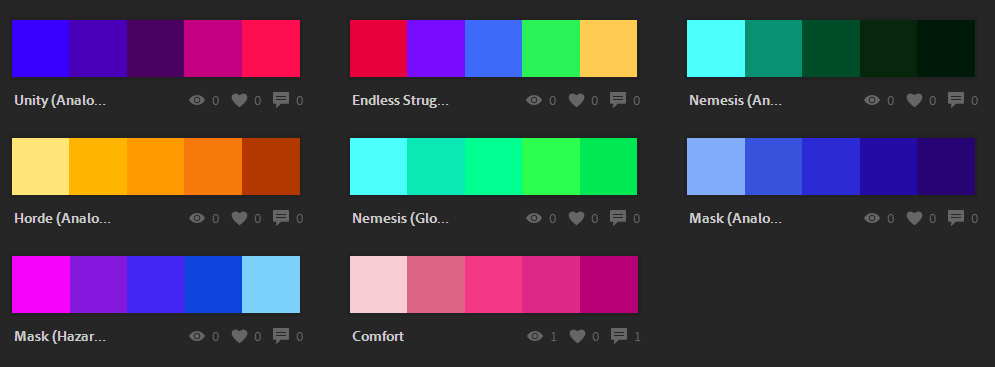 Unity (Analo... 0 0 0
Endless Strug... 0 0 0
Nemesis (An... 0 0 0
Horde (Analo... 0 0 0
Nemesis (Glo... 0 0 0
Mask (Analo... 0 0 0
Mask (Hazar... 0 0 0
Comfort 1 0 1